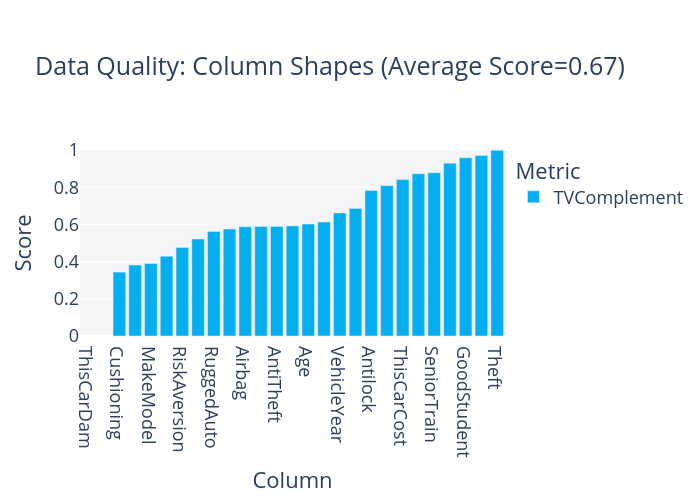 Data Quality: Column Shapes (Average Score=0.67)
Score
1
0.8
0.6
0.4
0.2
0
Metric
TVComplement
ThisCarDam
Cushioning
MakeModel
RiskAversion
RuggedAuto
Airbag
AntiTheft
Age
VehicleYear
Antilock
ThisCarCost
SeniorTrain
GoodStudent
Theft
Column